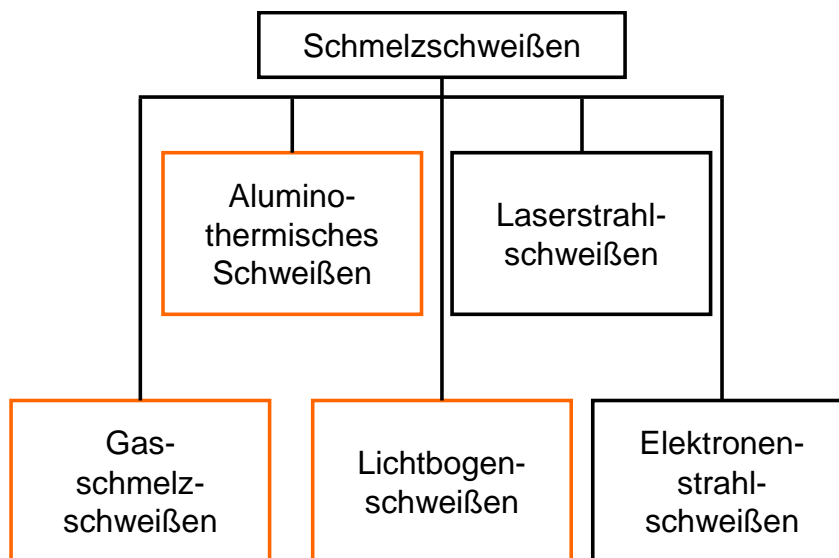 Schmelzschweißen
Alumino-
thermisches
Schweißen
Laserstrahl-
schweißen
Gas-
schmelz-
schweißen
Lichtbogen-
schweißen
Elektronen-
strahl-
schweißen